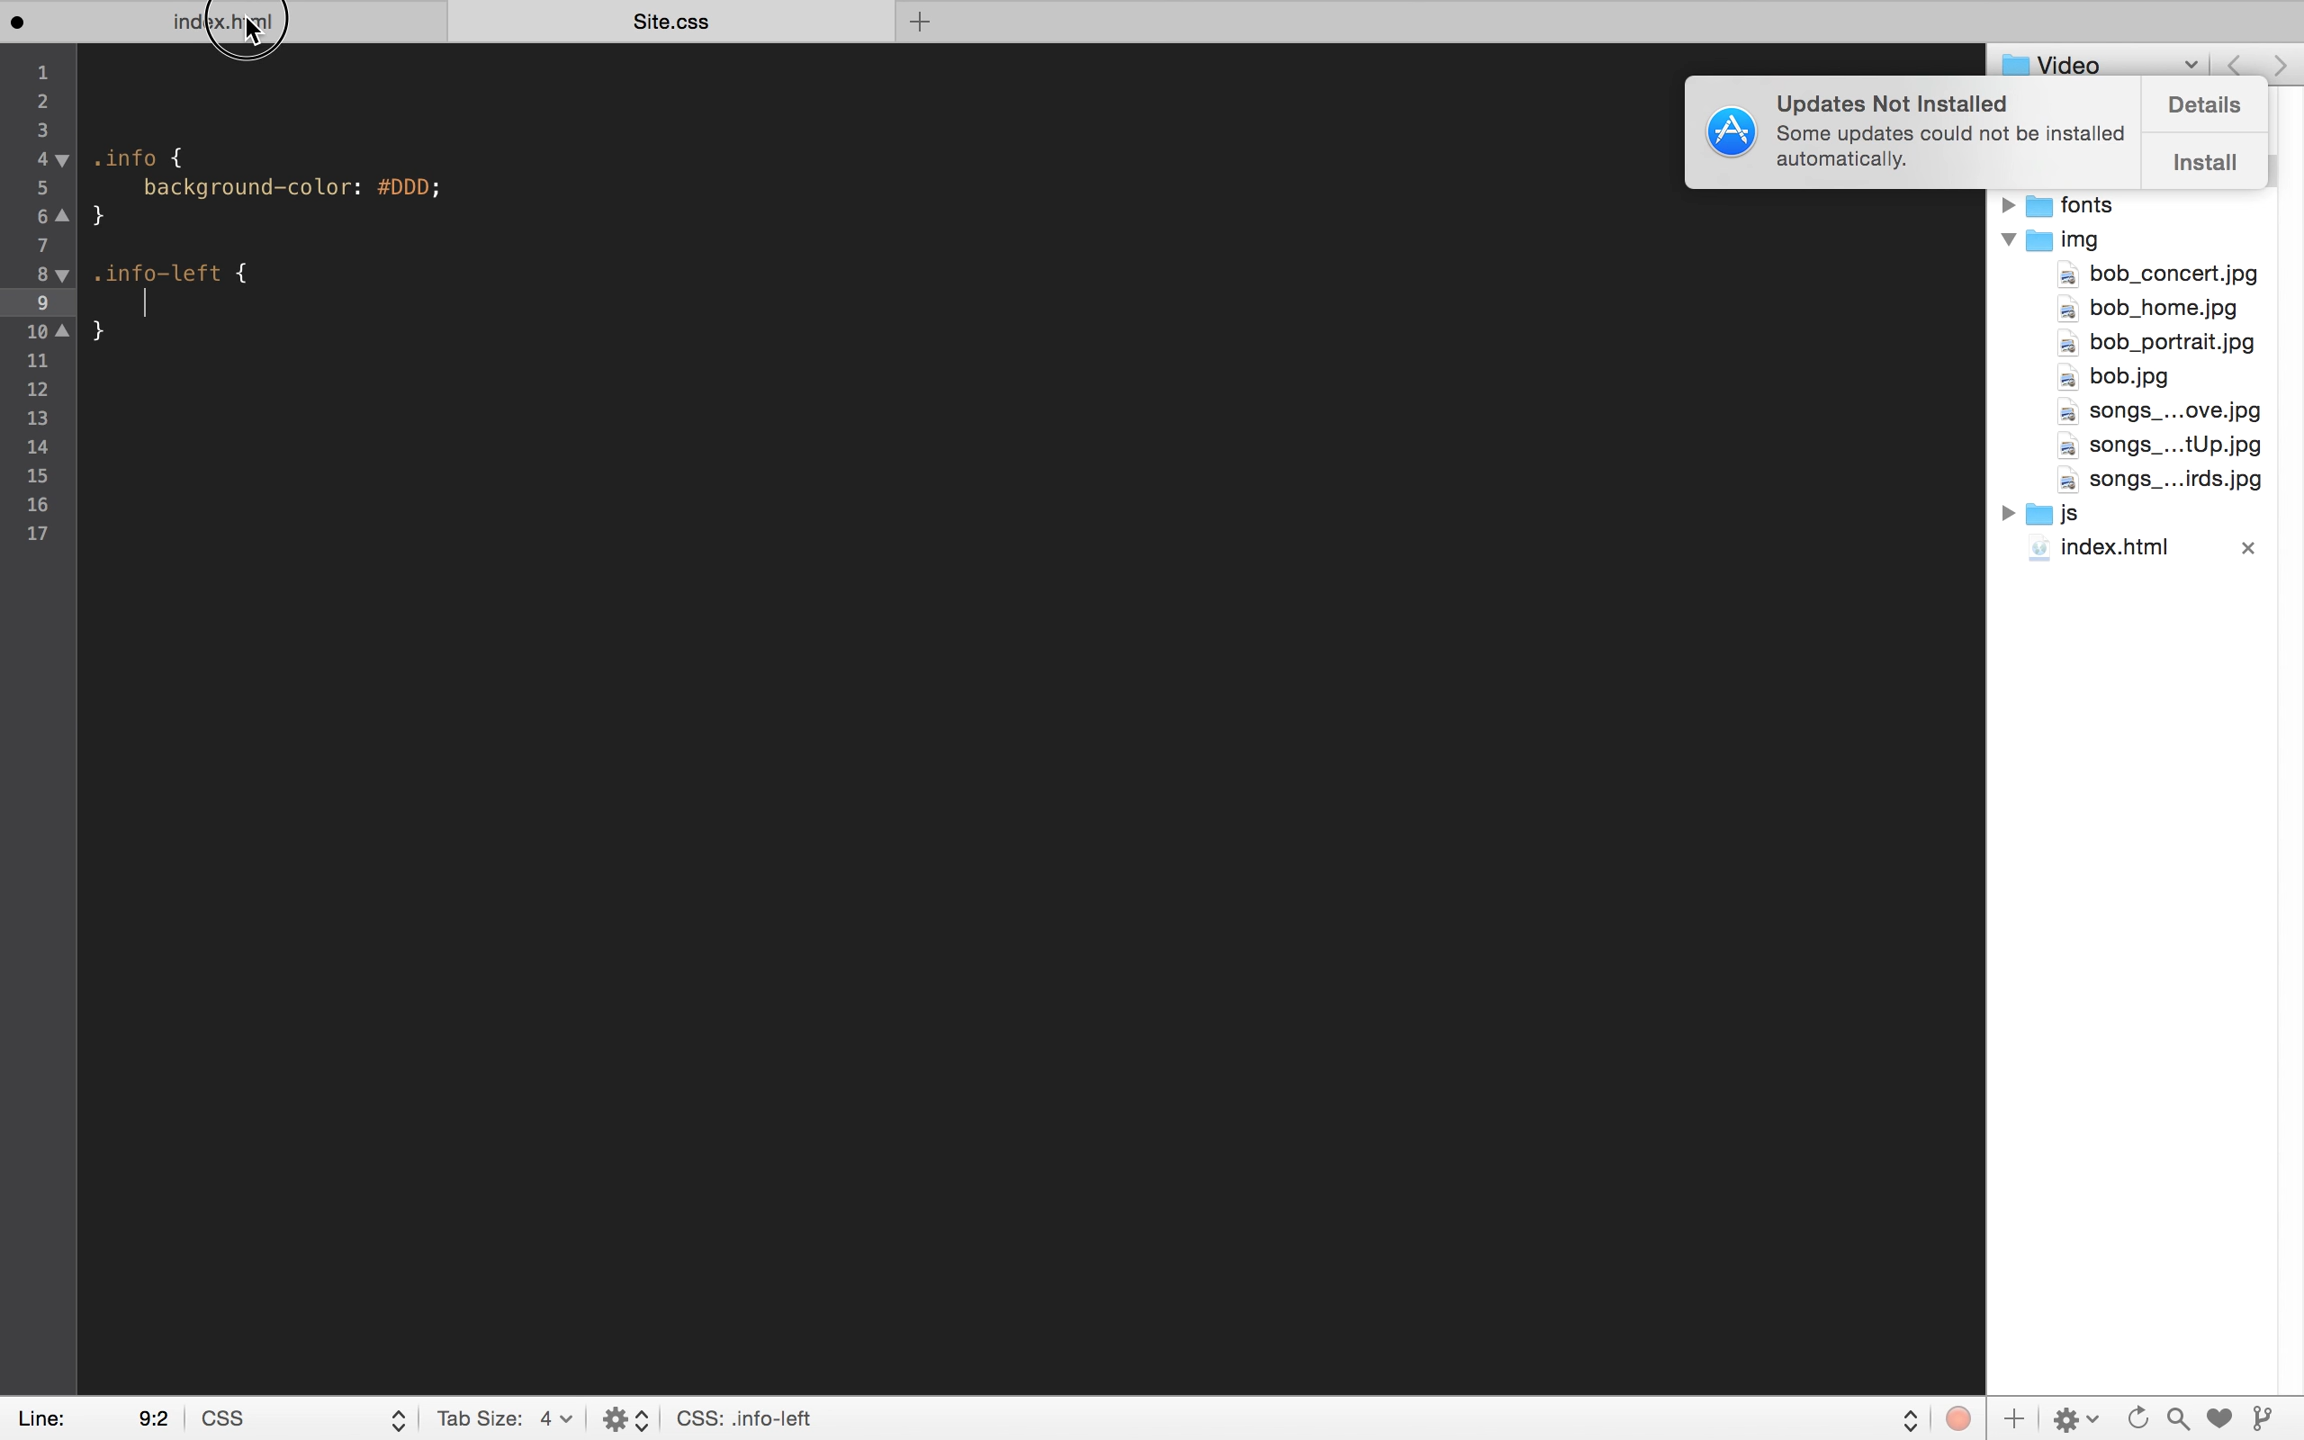 index.html
Site.css
Video
Updates Not Installed
Some updates could not be installed
automatically.
Details
Install
1
2
3
4 .info {
5 background-color: #DDD;
6 }
7
8 .info-left {
9
10 }
11
12
13
14
15
16
17
fonts
img
bob_concert.jpg
bob_home.jpg
bob_portrait.jpg
bob.jpg
songs_...ove.jpg
songs_...tUp.jpg
songs_...irds.jpg
js
index.html
Line: 9:2 CSS Tab Size: 4 CSS: .info-left